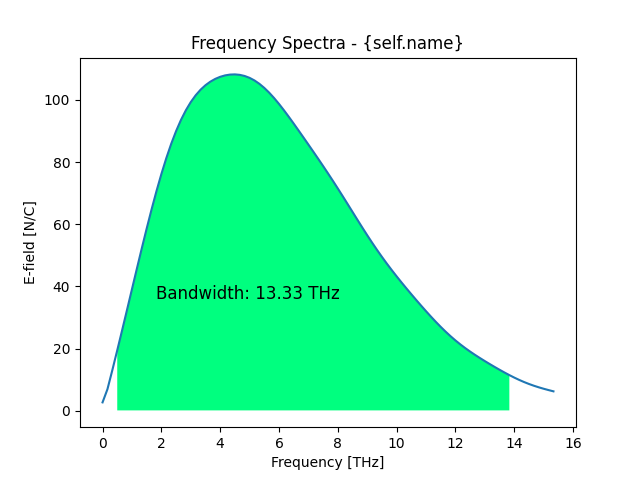 Frequency Spectra - {self.name}
100
80
60
40
20
0
E-field [N/C]
Bandwidth: 13.33 THz
0 2 4 6 8 10 12 14 16
Frequency [THz]